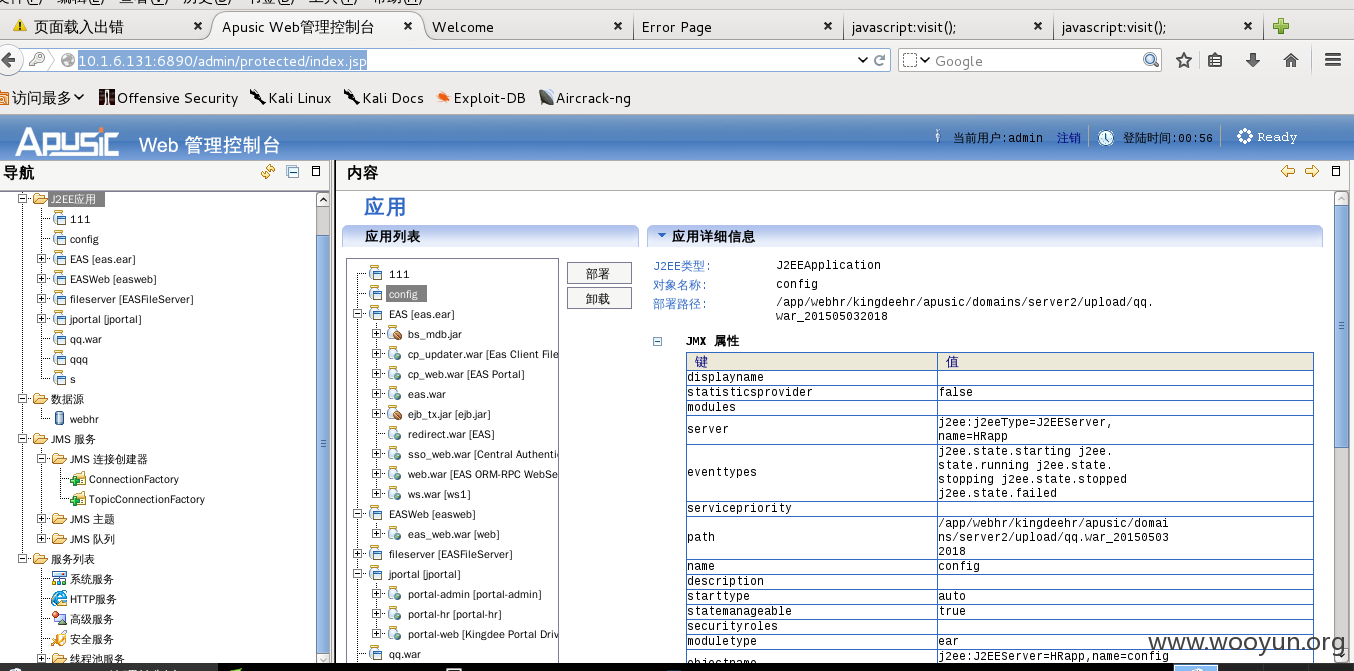 页面载入出错
Apusic Web管理控制台
Welcome
Error Page
javascript:visit();
javascript:visit();
10.1.6.131:6890/admin/protected/index.jsp
Google
访问最多
Offensive Security
Kali Linux
Kali Docs
Exploit-DB
Aircrack-ng
Apusic Web 管理控制台
当前用户:admin 注销
登陆时间:00:56
Ready
导航
J2EE应用
111
config
EAS [eas.ear]
EASWeb [easweb]
fileserver [EASFileServer]
jportal [jportal]
qq.war
qqq
s
数据源
webhr
JMS 服务
JMS 连接创建器
ConnectionFactory
TopicConnectionFactory
JMS 主题
JMS 队列
服务列表
系统服务
HTTP服务
高级服务
安全服务
线程池服务
内容
应用
应用列表
111
config
EAS [eas.ear]
bs_mdb.jar
cp_updater.war [Eas Client File
cp_web.war [EAS Portal]
eas.war
ejb_tx.jar [ejb.jar]
redirect.war [EAS]
sso_web.war [Central Authenti
web.war [EAS ORM-RPC WebSe
ws.war [ws1]
EASWeb [easweb]
eas_web.war [web]
fileserver [EASFileServer]
jportal [jportal]
portal-admin [portal-admin]
portal-hr [portal-hr]
portal-web [Kingdee Portal Driv
qq.war
部署
卸载
应用详细信息
J2EE类型: J2EEApplication
对象名称: config
部署路径: /app/webhr/kingdeehr/apusic/domains/server2/upload/qq.
war_201505032018
JMX 属性
键 值
displayname
statisticsprovider false
modules
server j2ee:j2eeType=J2EEServer,
name=HRapp
eventtypes j2ee.state.starting j2ee.
state.running j2ee.state.
stopping j2ee.state.stopped
j2ee.state.failed
servicepriority
path /app/webhr/kingdeehr/apusic/domai
ns/server2/upload/qq.war_20150503
2018
name config
description
starttype auto
statemanageable true
securityroles
moduletype ear
objectname j2ee:J2EEServer=HRapp,name=config
www.wooyun.org